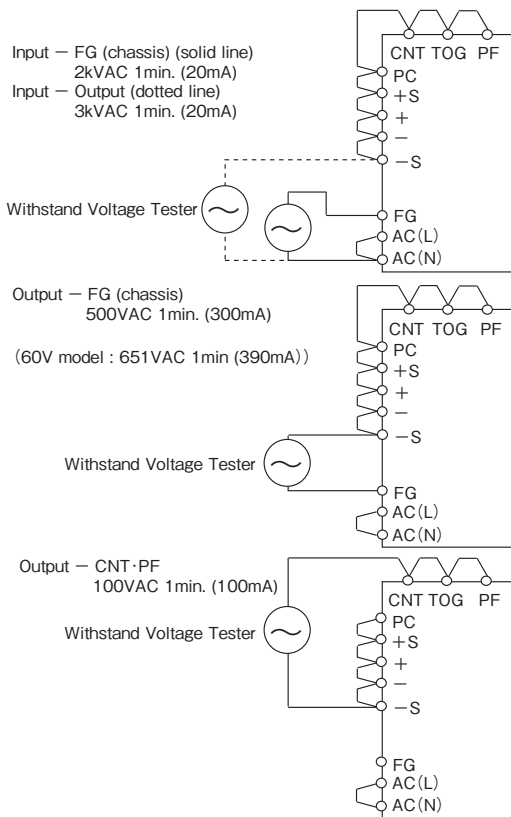 CNT TOG PF
Input － FG (chassis) (solid line)
2kVAC 1min. (20mA)
Input － Output (dotted line)
3kVAC 1min. (20mA)
PC
+S
+
−
−S
Withstand Voltage Tester
FG
AC(L)
AC(N)
Output － FG (chassis)
500VAC 1min. (300mA)
(60V model : 651VAC 1min (390mA))
CNT TOG PF
PC
+S
+
−
−S
Withstand Voltage Tester
FG
AC(L)
AC(N)
Output － CNT·PF
100VAC 1min. (100mA)
CNT TOG PF
Withstand Voltage Tester
PC
+S
+
−
−S
FG
AC(L)
AC(N)